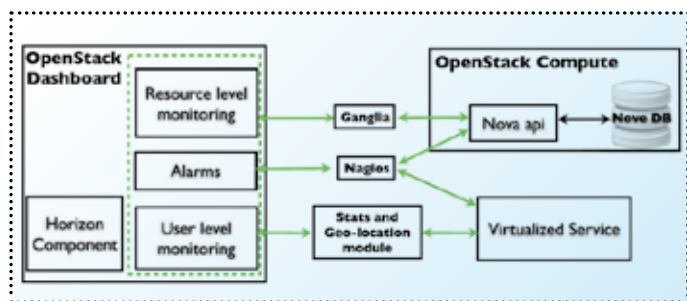 OpenStack
Dashboard
Resource level
monitoring
Alarms
Horizon
Component
User level
monitoring
Ganglia
Nagios
Stats and
Geo-location
module
OpenStack Compute
Nova api
Nova DB
Virtualized Service